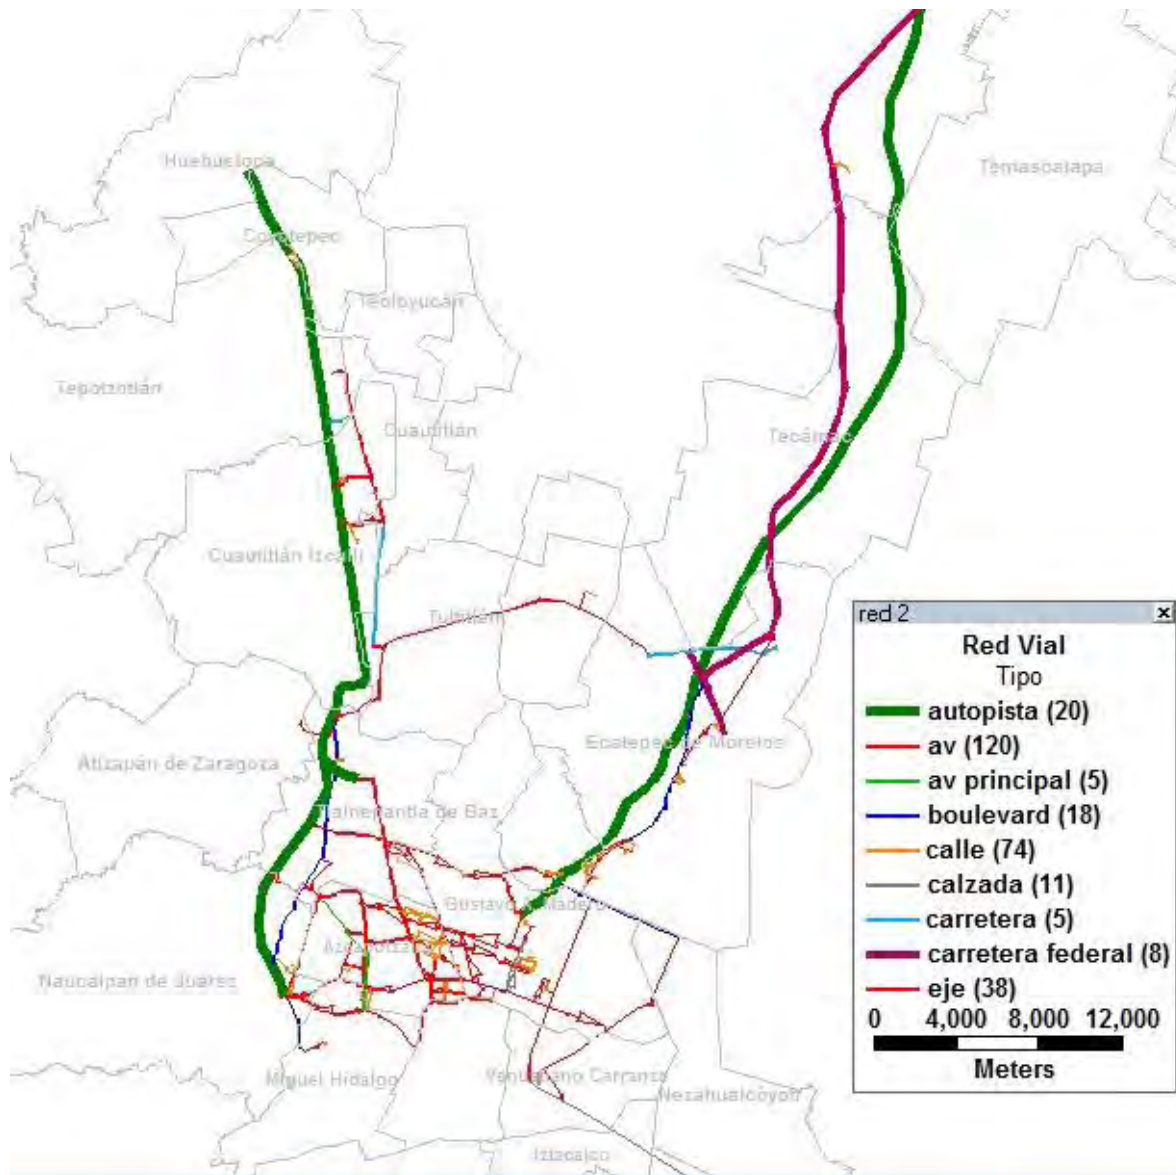 Huehuetoca
Temascalapa
Coyotepec
Teoloyucán
Tepotzotlán
Cuautitlán
Tecámac
Cuautitlán Izcalli
Tultitlán
red 2
Red Vial
Tipo
autopista (20)
av (120)
av principal (5)
boulevard (18)
calle (74)
calzada (11)
carretera (5)
carretera federal (8)
eje (38)
0 4,000 8,000 12,000
Meters
Ecatepec de Morelos
Atizapán de Zaragoza
Tlalnepantla de Baz
Gustavo A. Madero
Azcapotzalco
Naucalpan de Juárez
Miguel Hidalgo
Venustiano Carranza
Nezahualcóyotl
Iztacalco